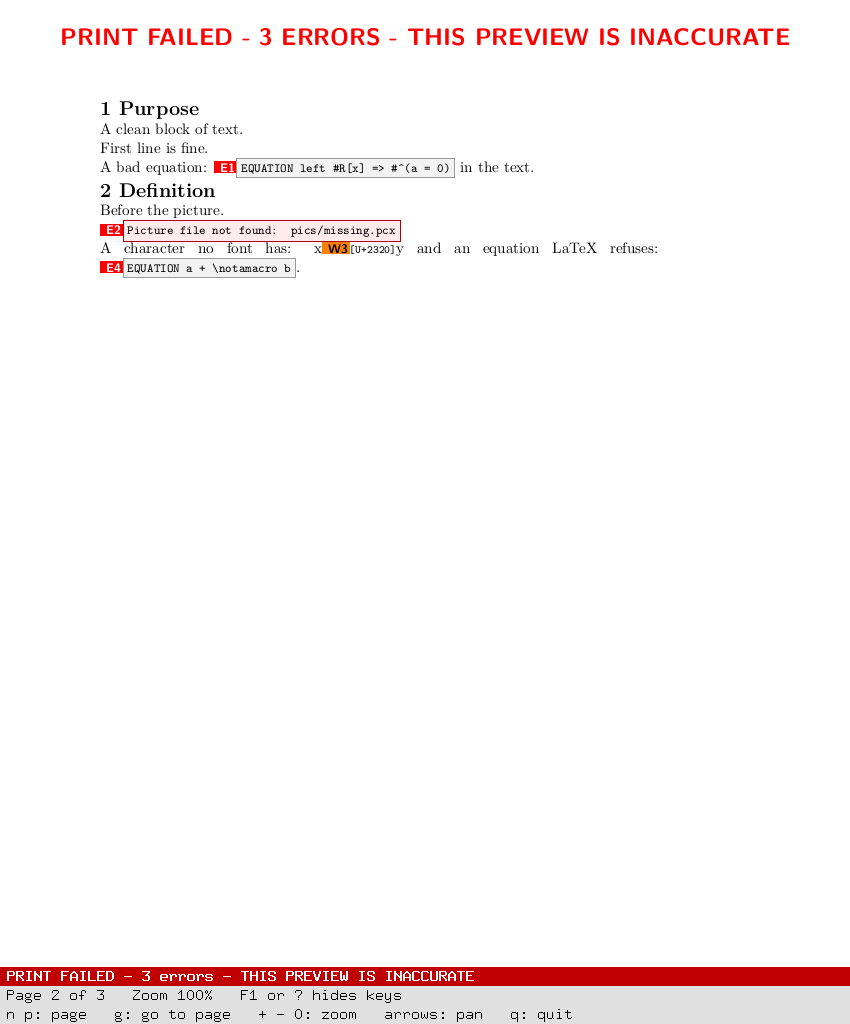 PRINT FAILED - 3 ERRORS - THIS PREVIEW IS INACCURATE
1 Purpose
A clean block of text.
First line is fine.
A bad equation: E1 EQUATION left #R[x] => #^(a = 0) in the text.
2 Definition
Before the picture.
E2 Picture file not found: pics/missing.pcx
A character no font has: x W3 [U+2320]y and an equation LaTeX refuses:
E4 EQUATION a + \notamacro b .
PRINT FAILED - 3 errors - THIS PREVIEW IS INACCURATE
Page 2 of 3 Zoom 100% F1 or ? hides keys
n p: page g: go to page + - 0: zoom arrows: pan q: quit